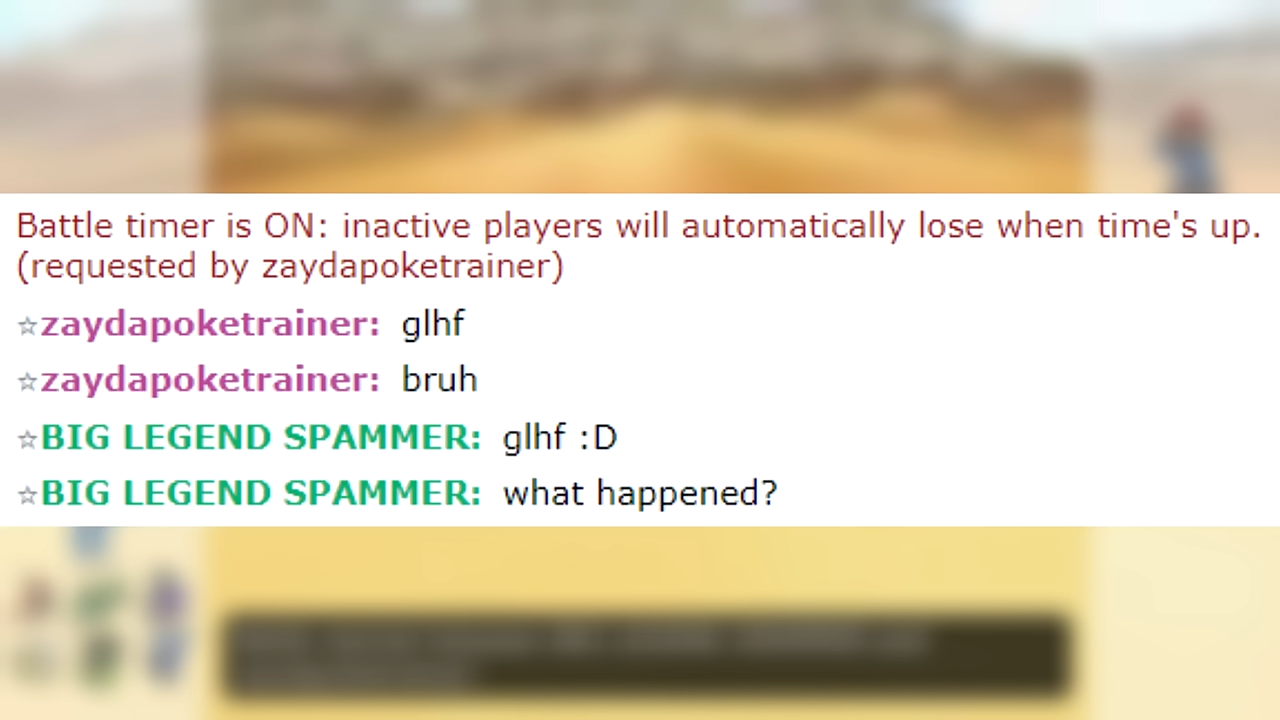 Battle timer is ON: inactive players will automatically lose when time's up.
(requested by zaydapoketrainer)
☆zaydapoketrainer: glhf
☆zaydapoketrainer: bruh
☆BIG LEGEND SPAMMER: glhf :D
☆BIG LEGEND SPAMMER: what happened?